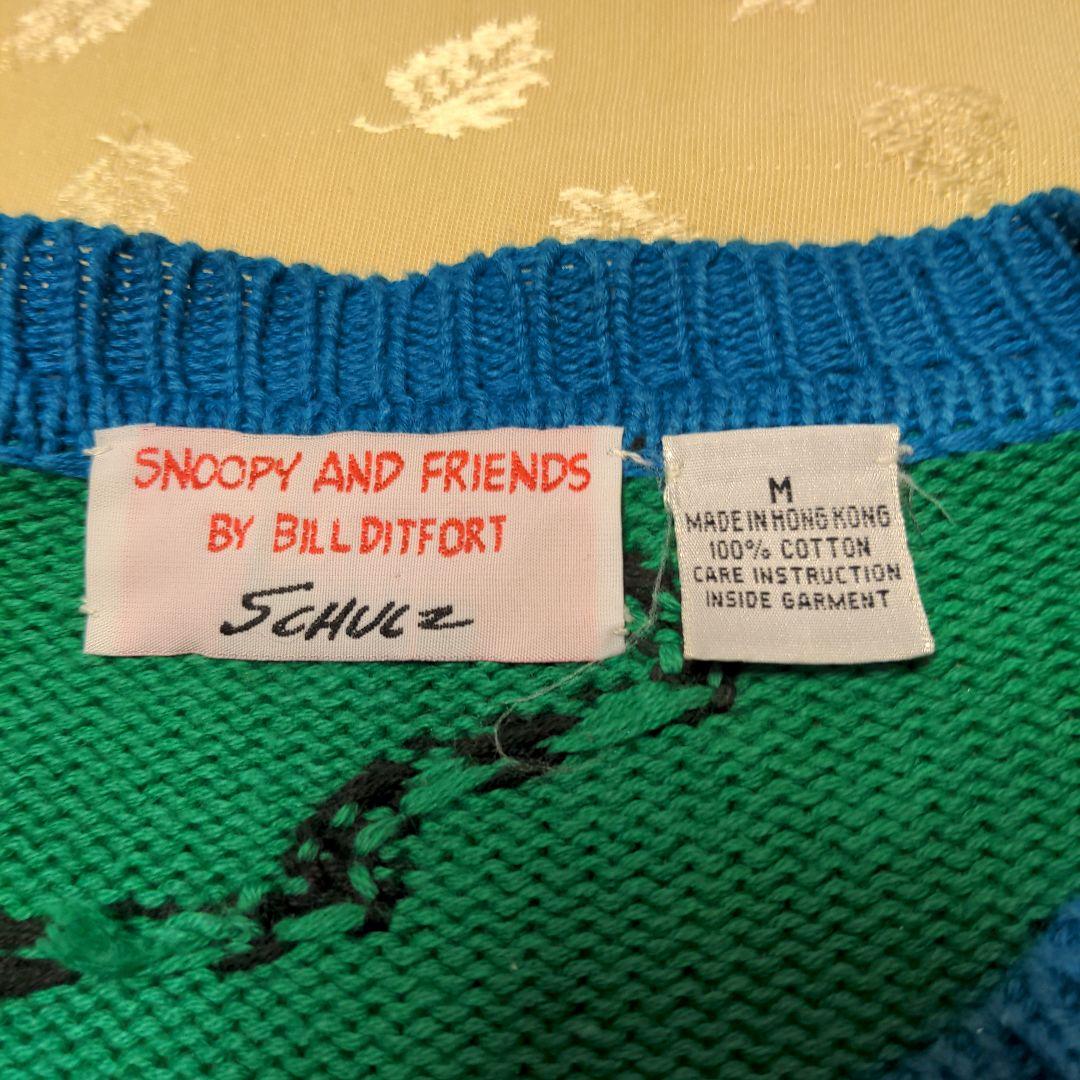 SNOOPY AND FRIENDS
BY BILL DITFORT
SCHULZ
M
MADE IN HONG KONG
100% COTTON
CARE INSTRUCTION
INSIDE GARMENT